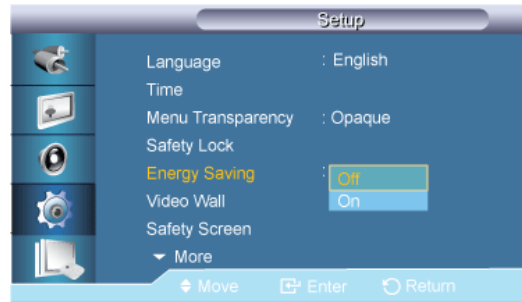 Setup
Language : English
Time
Menu Transparency : Opaque
Safety Lock
Energy Saving : Off
On
Video Wall
Safety Screen
More
Move Enter Return